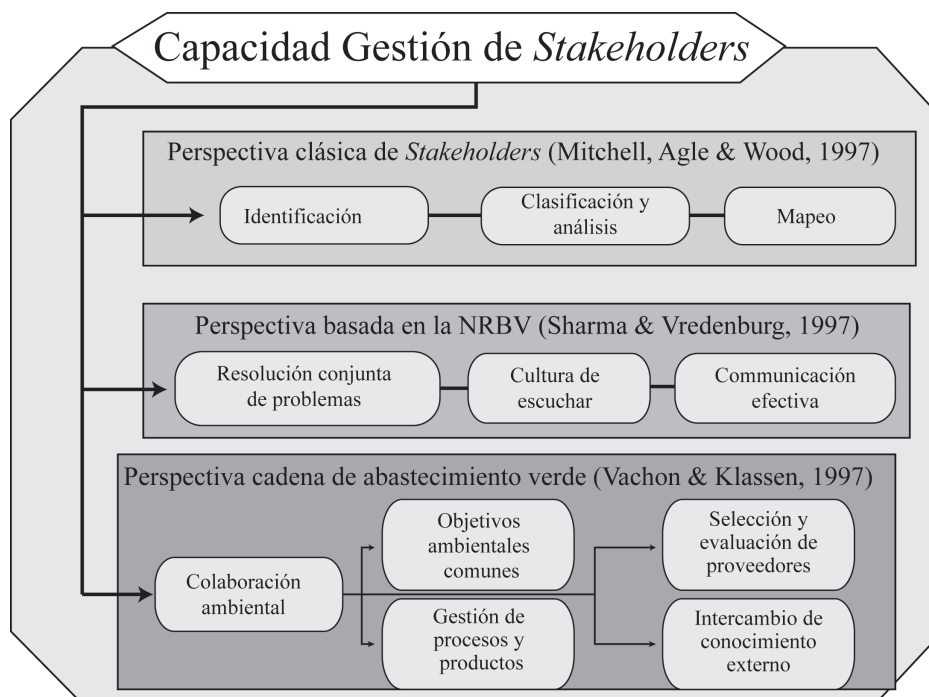 Capacidad Gestión de Stakeholders
Perspectiva clásica de Stakeholders (Mitchell, Agle & Wood, 1997)
Identificación
Clasificación y
análisis
Mapeo
Perspectiva basada en la NRBV (Sharma & Vredenburg, 1997)
Resolución conjunta
de problemas
Cultura de
escuchar
Communicación
efectiva
Perspectiva cadena de abastecimiento verde (Vachon & Klassen, 1997)
Colaboración
ambiental
Objetivos
ambientales
comunes
Gestión de
procesos y
productos
Selección y
evaluación de
proveedores
Intercambio de
conocimiento
externo